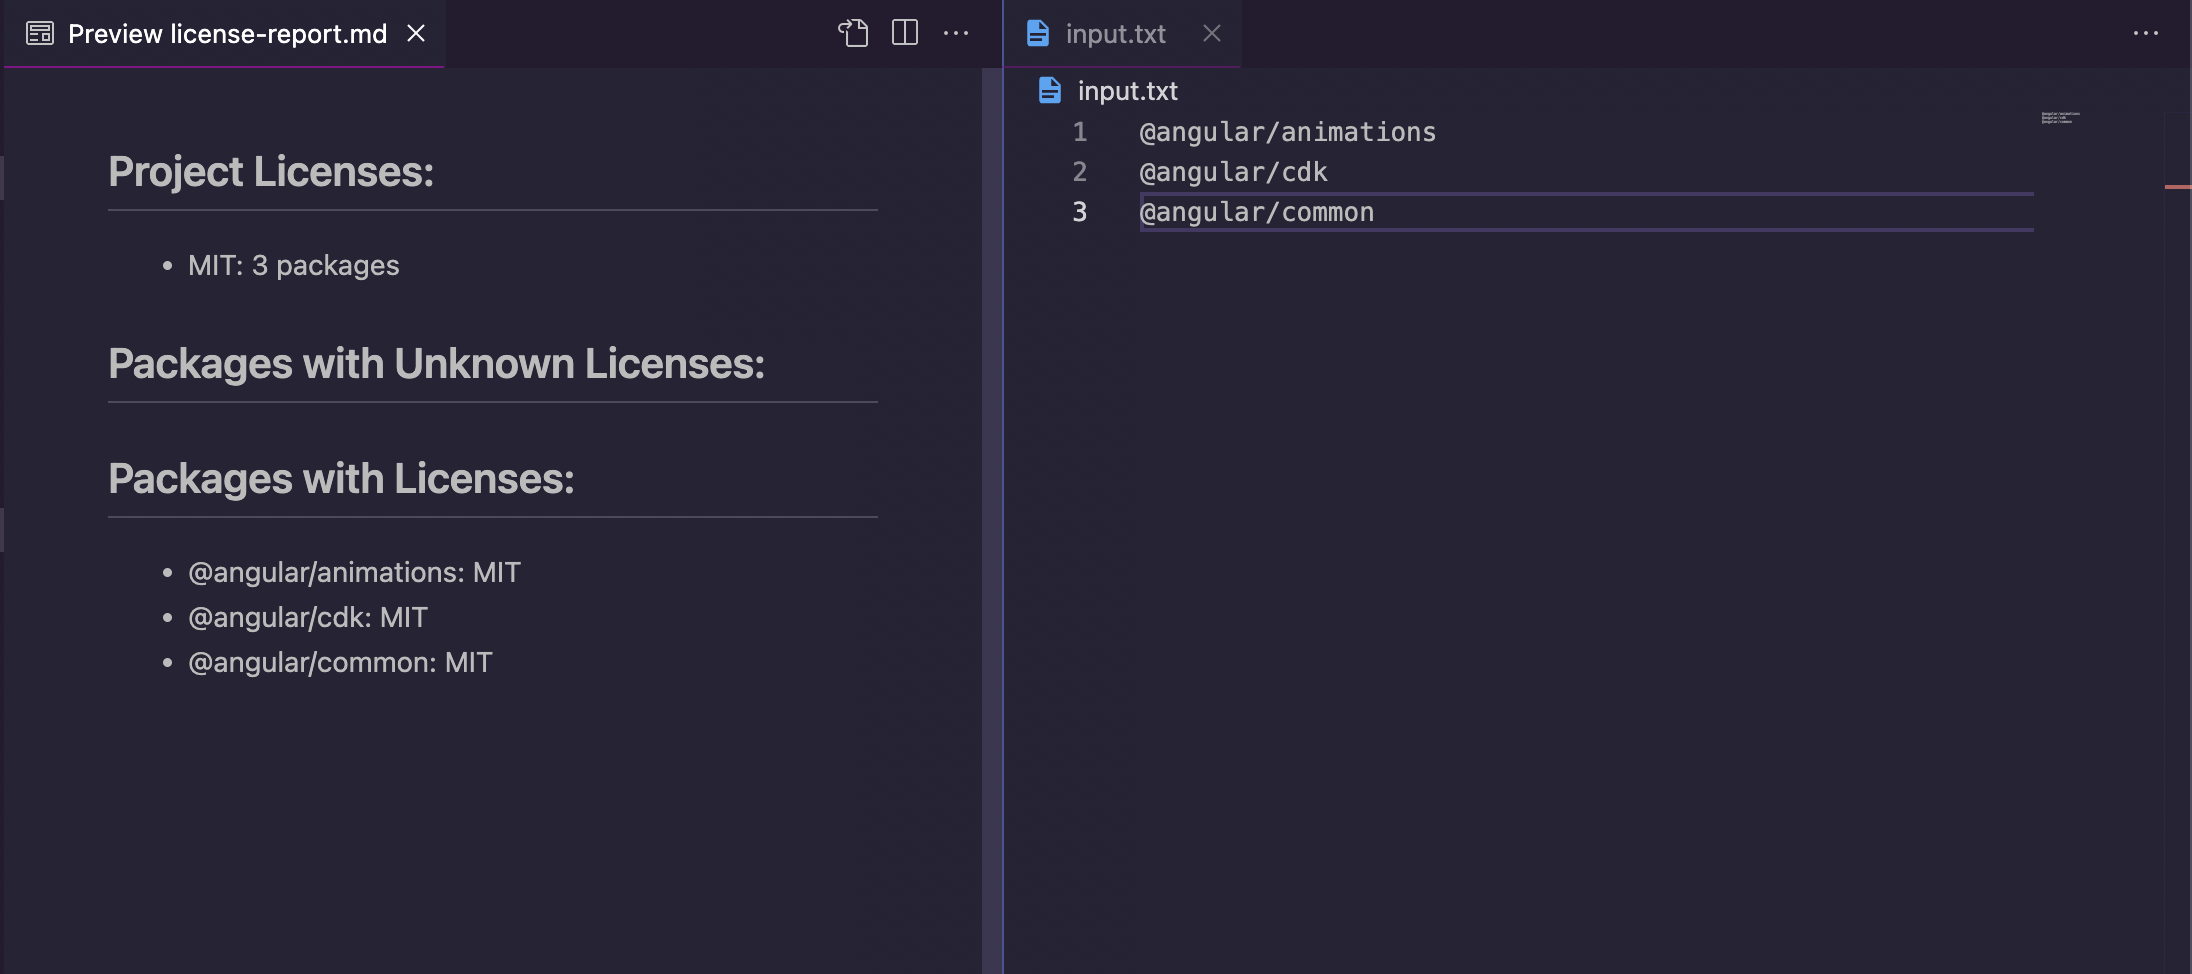 Preview license-report.md
Project Licenses:
• MIT: 3 packages
Packages with Unknown Licenses:
Packages with Licenses:
• @angular/animations: MIT
• @angular/cdk: MIT
• @angular/common: MIT
input.txt
input.txt
1 @angular/animations
2 @angular/cdk
3 @angular/common